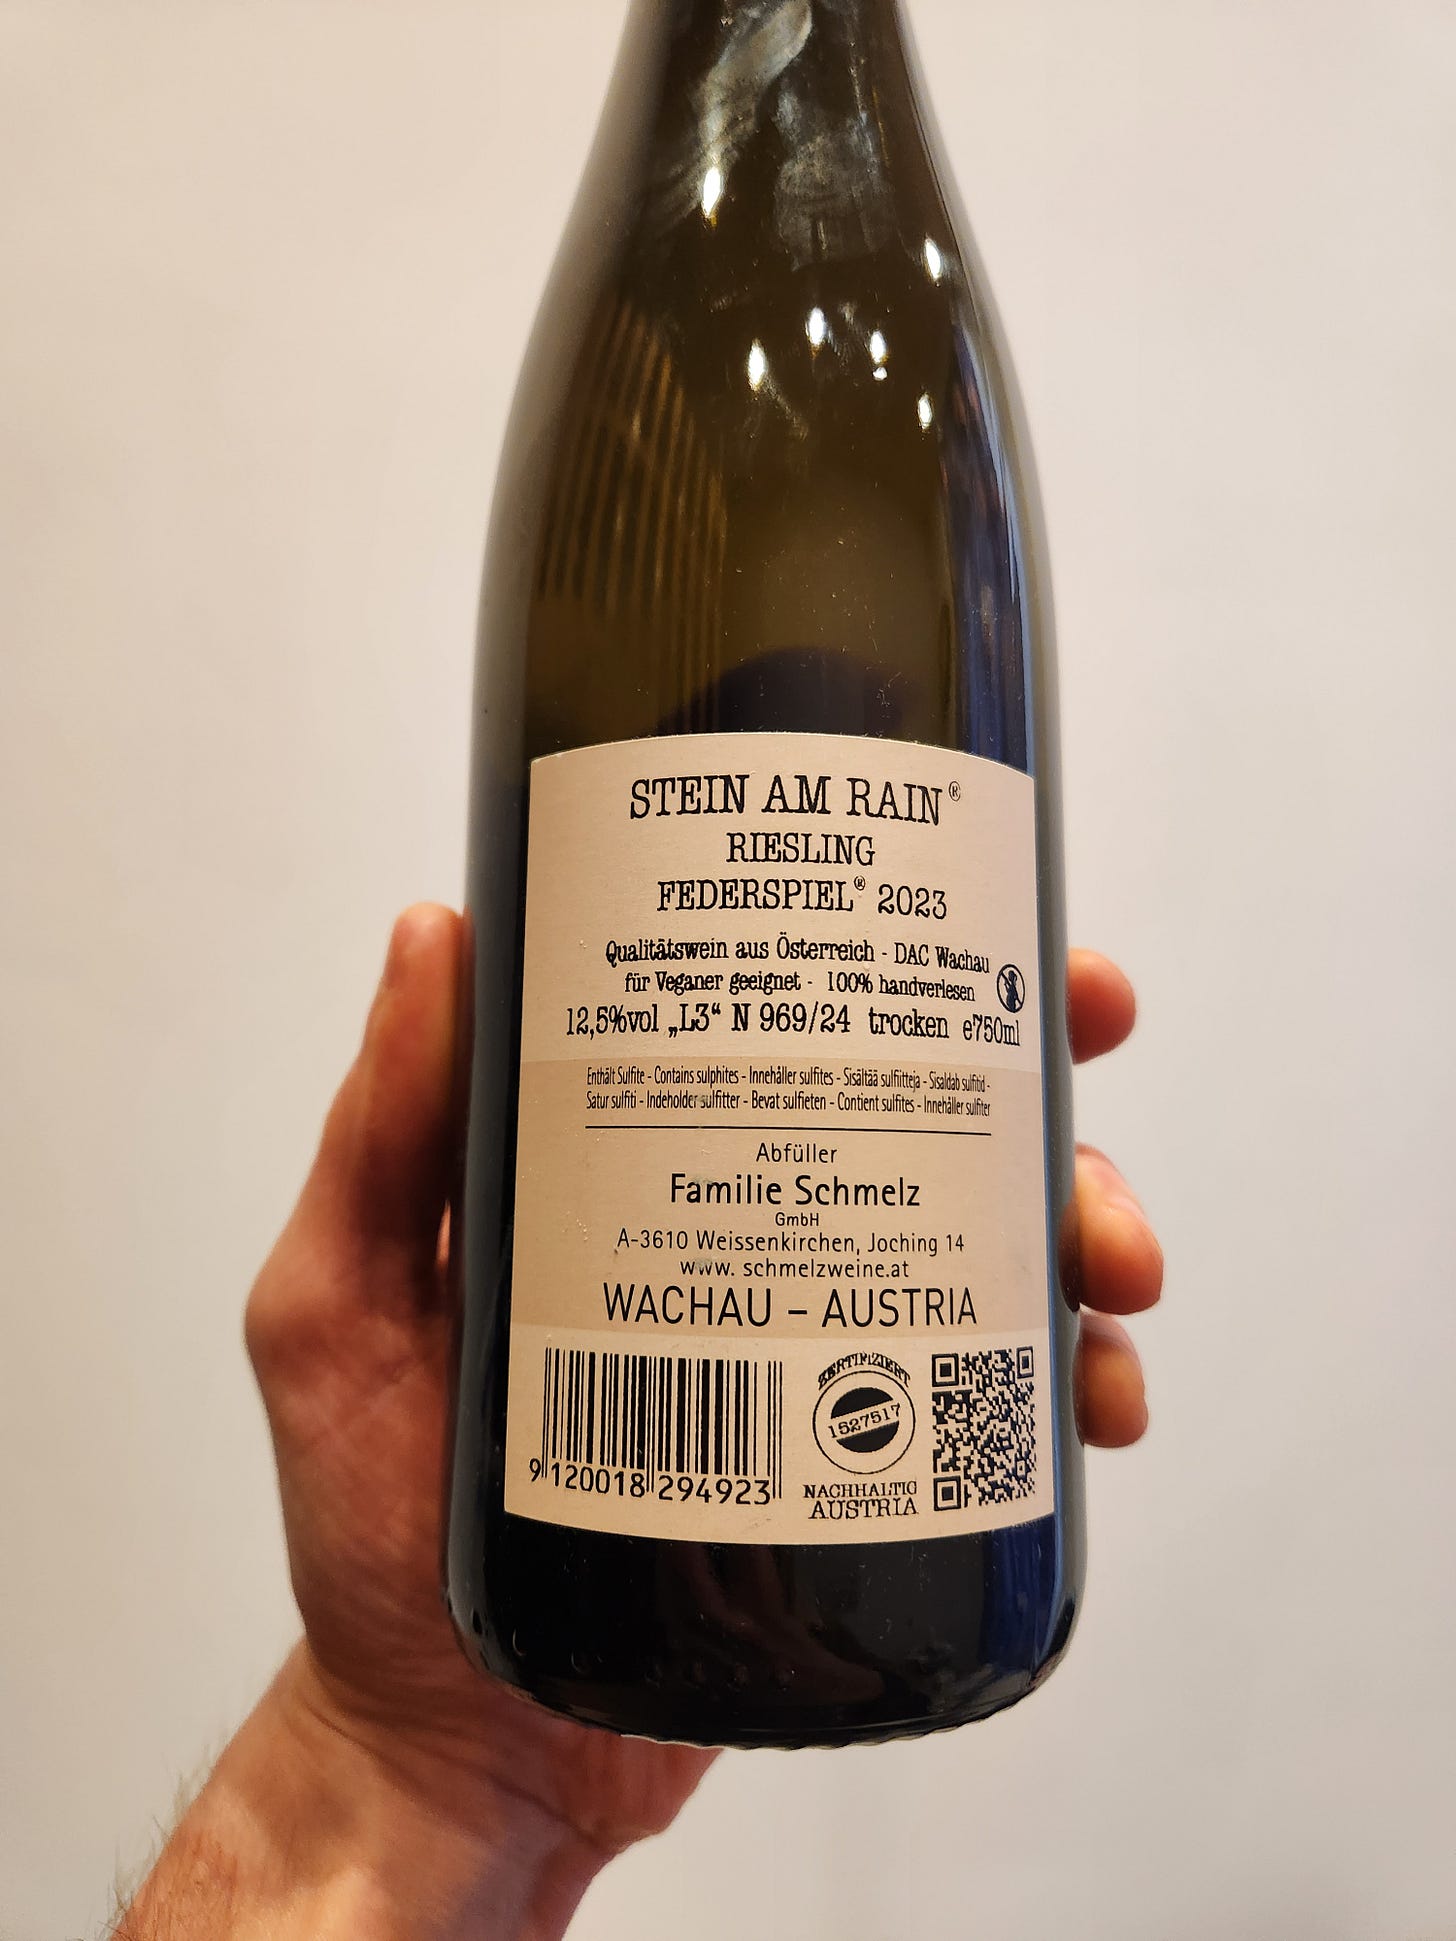 STEIN AM RAIN®
RIESLING
FEDERSPIEL® 2023
Qualitätswein aus Österreich - DAC Wachau
für Veganer geeignet - 100% handverlesen
12,5%vol „L3“ N 969/24 trocken e750ml
Enthält Sulfite - Contains sulphites - Innehåller sulfites - Sisältää sulfiitteja - Sisaldab sulfitid -
Satur sulfiti - Indeholder sulfitter - Bevat sulfieten - Contient sulfites - Innehåller sulfiter
Abfüller
Familie Schmelz
GmbH
A-3610 Weissenkirchen, Joching 14
www. schmelzweine.at
WACHAU – AUSTRIA
9 120018 294923
ZERTIFIZIERT
1527517
NACHHALTIG
AUSTRIA